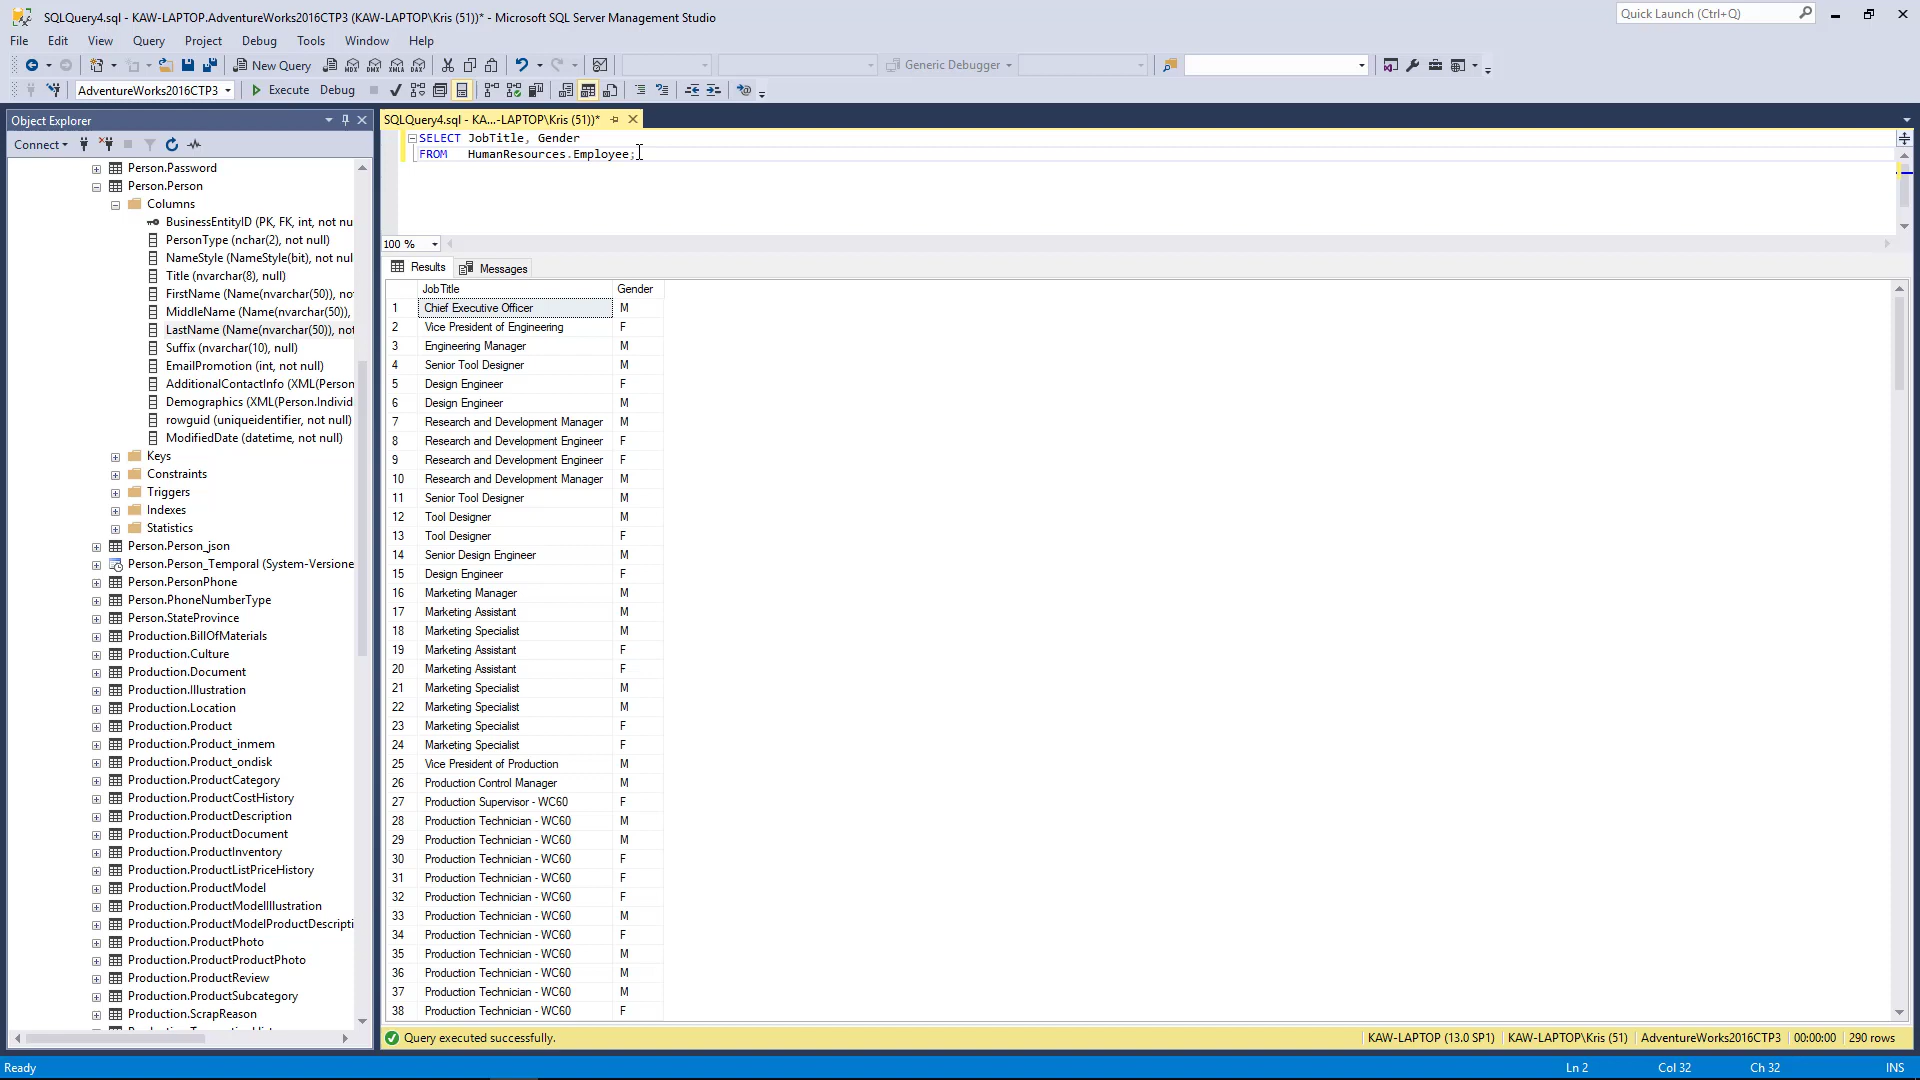 SQLQuery4.sql - KAW-LAPTOP.AdventureWorks2016CTP3 (KAW-LAPTOP\Kris (51))* - Microsoft SQL Server Management Studio
Quick Launch (Ctrl+Q)
File Edit View Query Project Debug Tools Window Help
New Query MDX DMX XMLA DAX Generic Debugger
AdventureWorks2016CTP3 Execute Debug
Object Explorer
Connect
Person.Password
Person.Person
Columns
BusinessEntityID (PK, FK, int, not nu
PersonType (nchar(2), not null)
NameStyle (NameStyle(bit), not nul
Title (nvarchar(8), null)
FirstName (Name(nvarchar(50)), no
MiddleName (Name(nvarchar(50)),
LastName (Name(nvarchar(50)), not
Suffix (nvarchar(10), null)
EmailPromotion (int, not null)
AdditionalContactInfo (XML(Person
Demographics (XML(Person.Individ
rowguid (uniqueidentifier, not null)
ModifiedDate (datetime, not null)
Keys
Constraints
Triggers
Indexes
Statistics
Person.Person_json
Person.Person_Temporal (System-Versione
Person.PersonPhone
Person.PhoneNumberType
Person.StateProvince
Production.BillOfMaterials
Production.Culture
Production.Document
Production.Illustration
Production.Location
Production.Product
Production.Product_inmem
Production.Product_ondisk
Production.ProductCategory
Production.ProductCostHistory
Production.ProductDescription
Production.ProductDocument
Production.ProductInventory
Production.ProductListPriceHistory
Production.ProductModel
Production.ProductModelIllustration
Production.ProductModelProductDescripti
Production.ProductPhoto
Production.ProductProductPhoto
Production.ProductReview
Production.ProductSubcategory
Production.ScrapReason
SQLQuery4.sql - KA...-LAPTOP\Kris (51))*
SELECT JobTitle, Gender
FROM HumanResources.Employee;
100 %
Results Messages
JobTitle Gender
1 Chief Executive Officer M
2 Vice President of Engineering F
3 Engineering Manager M
4 Senior Tool Designer M
5 Design Engineer F
6 Design Engineer M
7 Research and Development Manager M
8 Research and Development Engineer F
9 Research and Development Engineer F
10 Research and Development Manager M
11 Senior Tool Designer M
12 Tool Designer M
13 Tool Designer F
14 Senior Design Engineer M
15 Design Engineer F
16 Marketing Manager M
17 Marketing Assistant M
18 Marketing Specialist M
19 Marketing Assistant F
20 Marketing Assistant F
21 Marketing Specialist M
22 Marketing Specialist M
23 Marketing Specialist F
24 Marketing Specialist F
25 Vice President of Production M
26 Production Control Manager M
27 Production Supervisor - WC60 F
28 Production Technician - WC60 M
29 Production Technician - WC60 M
30 Production Technician - WC60 F
31 Production Technician - WC60 F
32 Production Technician - WC60 F
33 Production Technician - WC60 M
34 Production Technician - WC60 F
35 Production Technician - WC60 M
36 Production Technician - WC60 M
37 Production Technician - WC60 M
38 Production Technician - WC60 F
Query executed successfully. KAW-LAPTOP (13.0 SP1) KAW-LAPTOP\Kris (51) AdventureWorks2016CTP3 00:00:00 290 rows
Ready Ln 2 Col 32 Ch 32 INS